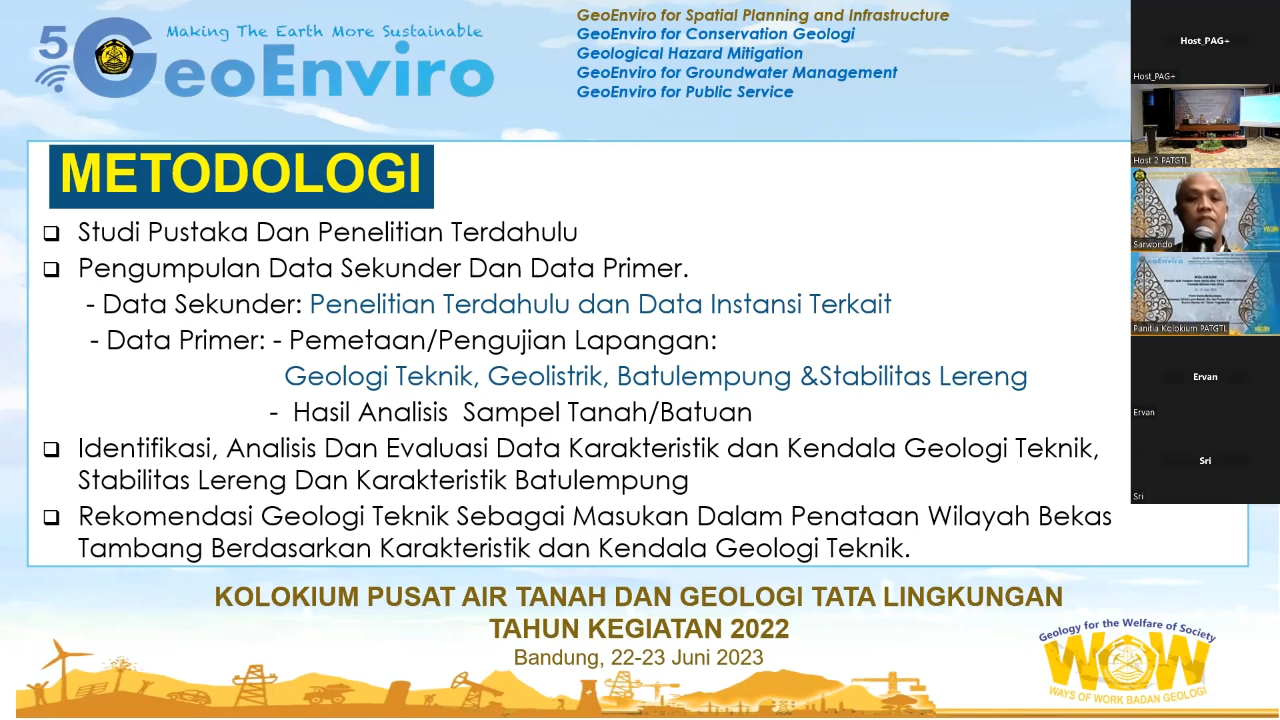 5G GeoEnviro
Making The Earth More Sustainable
GeoEnviro for Spatial Planning and Infrastructure
GeoEnviro for Conservation Geologi
Geological Hazard Mitigation
GeoEnviro for Groundwater Management
GeoEnviro for Public Service
METODOLOGI
Studi Pustaka Dan Penelitian Terdahulu
Pengumpulan Data Sekunder Dan Data Primer.
- Data Sekunder: Penelitian Terdahulu dan Data Instansi Terkait
- Data Primer: - Pemetaan/Pengujian Lapangan:
Geologi Teknik, Geolistrik, Batulempung &Stabilitas Lereng
- Hasil Analisis Sampel Tanah/Batuan
Identifikasi, Analisis Dan Evaluasi Data Karakteristik dan Kendala Geologi Teknik,
Stabilitas Lereng Dan Karakteristik Batulempung
Rekomendasi Geologi Teknik Sebagai Masukan Dalam Penataan Wilayah Bekas
Tambang Berdasarkan Karakteristik dan Kendala Geologi Teknik.
KOLOKIUM PUSAT AIR TANAH DAN GEOLOGI TATA LINGKUNGAN
TAHUN KEGIATAN 2022
Bandung, 22-23 Juni 2023
Geology for the Welfare of Society
WOW
WAYS OF WORK BADAN GEOLOGI
Host_PAG+
Host_PAG+
Host 2 PATGTL
Sarwondo
GeoEnviro
KOLOKIUM
Panitia Kolokium PATGTL
Ervan
Ervan
Sri
Sri